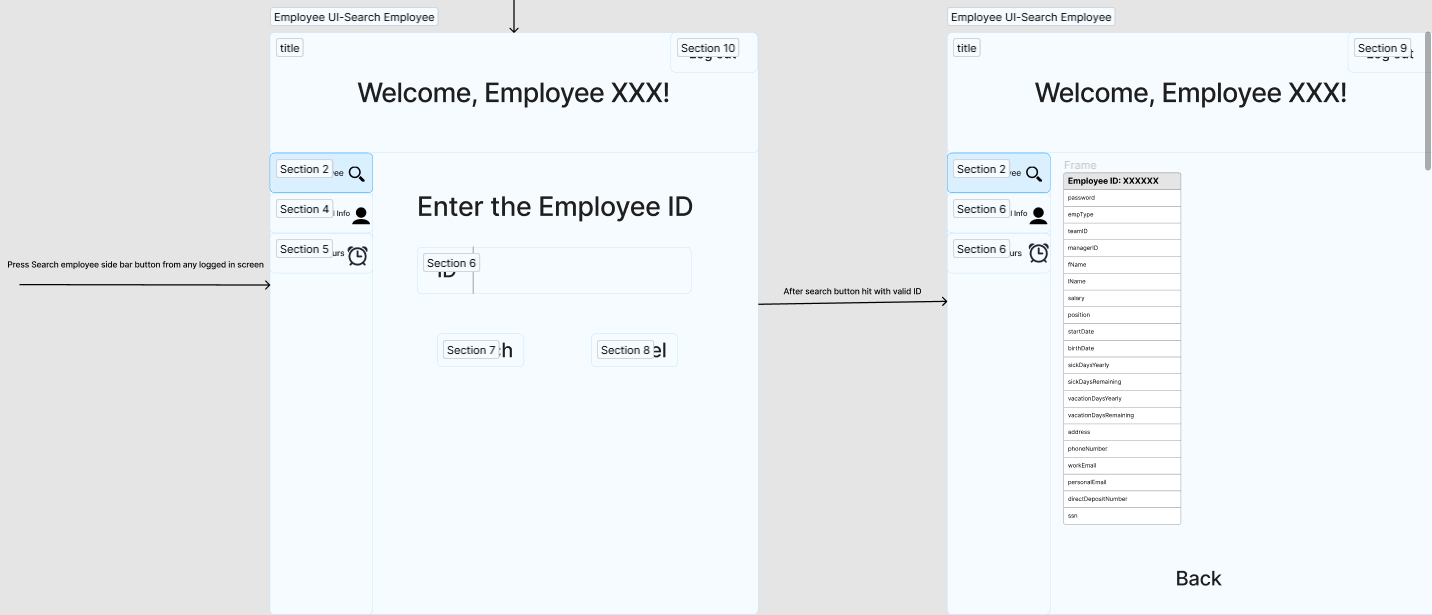 Employee UI-Search Employee
title
Section 10
Welcome, Employee XXX!
Section 2
ee
Section 4
Info
Section 5
urs
Enter the Employee ID
Section 6
ID
Section 7
h
Section 8
el
Press Search employee side bar button from any logged in screen
After search button hit with valid ID
Employee UI-Search Employee
title
Section 9
Welcome, Employee XXX!
Section 2
ee
Section 6
Info
Section 6
urs
Frame
Employee ID: XXXXXX
password
empType
teamID
managerID
fName
lName
salary
position
startDate
birthDate
sickDaysYearly
sickDaysRemaining
vacationDaysYearly
vacationDaysRemaining
address
phoneNumber
workEmail
personalEmail
directDepositNumber
ssn
Back